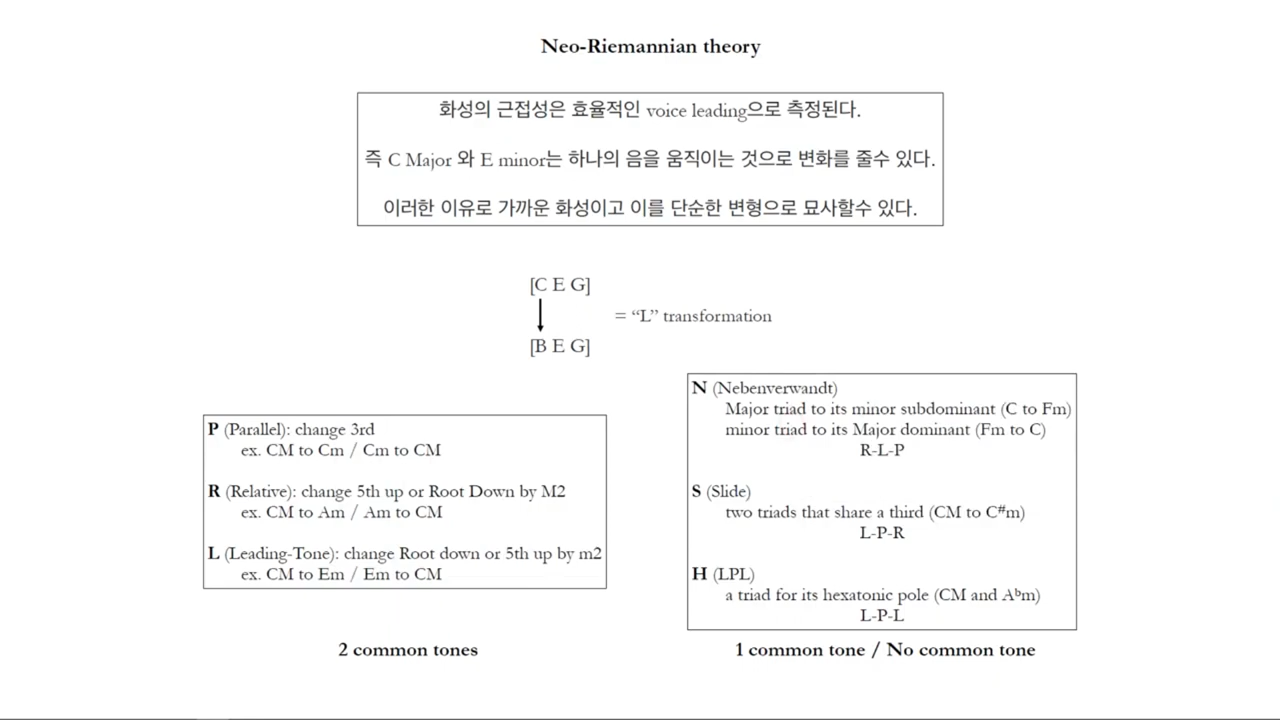 Neo-Riemannian theory
화성의 근접성은 효율적인 voice leading으로 측정된다.
즉 C Major 와 E minor는 하나의 음을 움직이는 것으로 변화를 줄수 있다.
이러한 이유로 가까운 화성이고 이를 단순한 변형으로 묘사할수 있다.
[C E G]
= “L” transformation
[B E G]
P (Parallel): change 3rd
ex. CM to Cm / Cm to CM
R (Relative): change 5th up or Root Down by M2
ex. CM to Am / Am to CM
L (Leading-Tone): change Root down or 5th up by m2
ex. CM to Em / Em to CM
2 common tones
N (Nebenverwandt)
Major triad to its minor subdominant (C to Fm)
minor triad to its Major dominant (Fm to C)
R-L-P
S (Slide)
two triads that share a third (CM to C#m)
L-P-R
H (LPL)
a triad for its hexatonic pole (CM and Abm)
L-P-L
1 common tone / No common tone